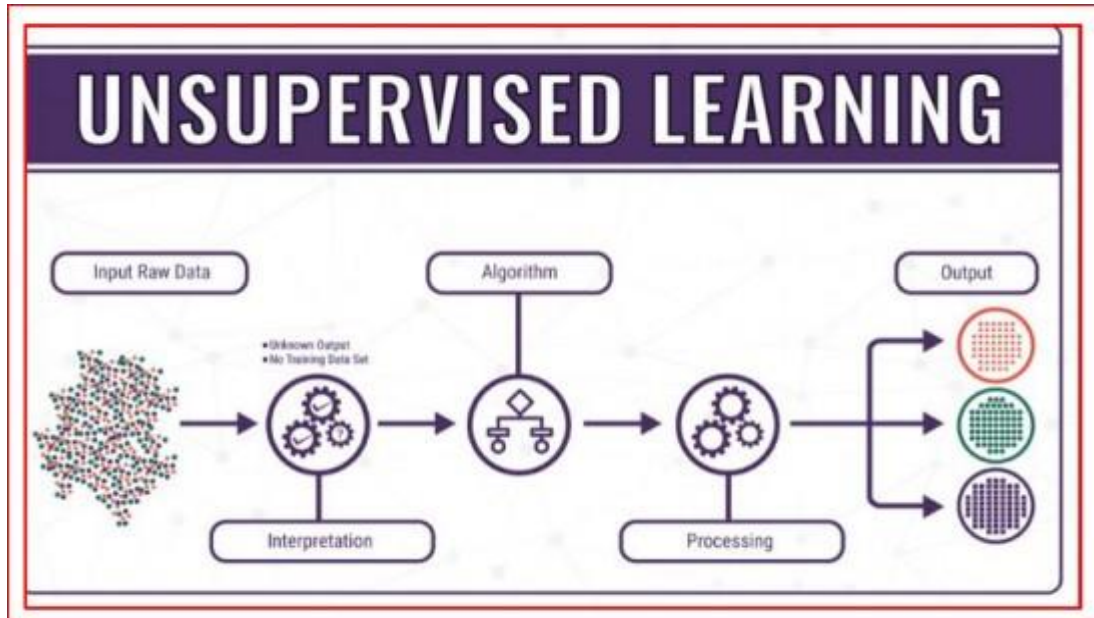 UNSUPERVISED LEARNING
Input Raw Data
Algorithm
Output
•Unknown Output
•No Training Data Set
?
Interpretation
Processing